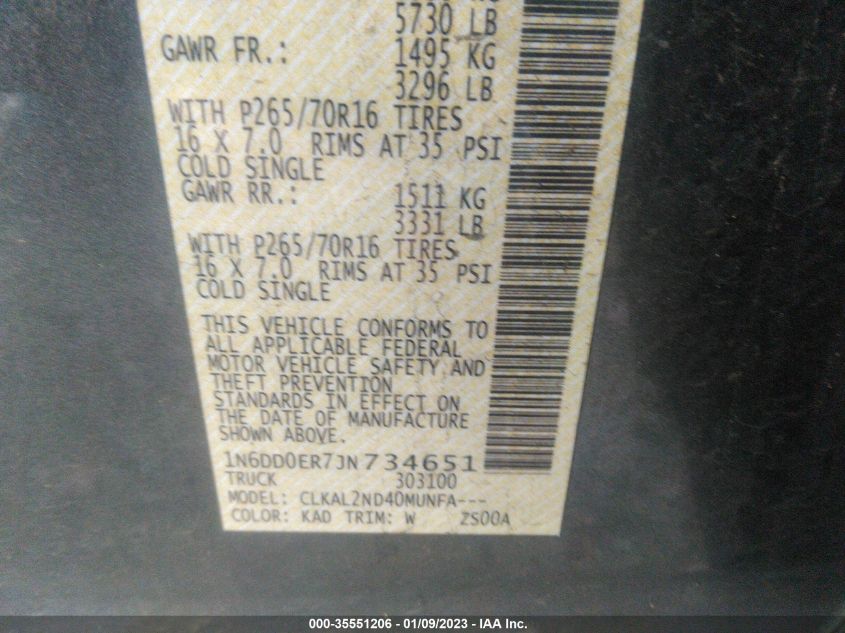 5730 LB
GAWR FR.: 1495 KG
3296 LB
WITH P265/70R16 TIRES
16 X 7.0 RIMS AT 35 PSI
COLD SINGLE
GAWR RR.: 1511 KG
3331 LB
WITH P265/70R16 TIRES
16 X 7.0 RIMS AT 35 PSI
COLD SINGLE
THIS VEHICLE CONFORMS TO
ALL APPLICABLE FEDERAL
MOTOR VEHICLE SAFETY AND
THEFT PREVENTION
STANDARDS IN EFFECT ON
THE DATE OF MANUFACTURE
SHOWN ABOVE.
1N6DD0ER7JN734651
TRUCK 303100
MODEL: CLKAL2ND40MUNFA---
COLOR: KAD TRIM: W ZS00A
000-35551206 - 01/09/2023 - IAA Inc.